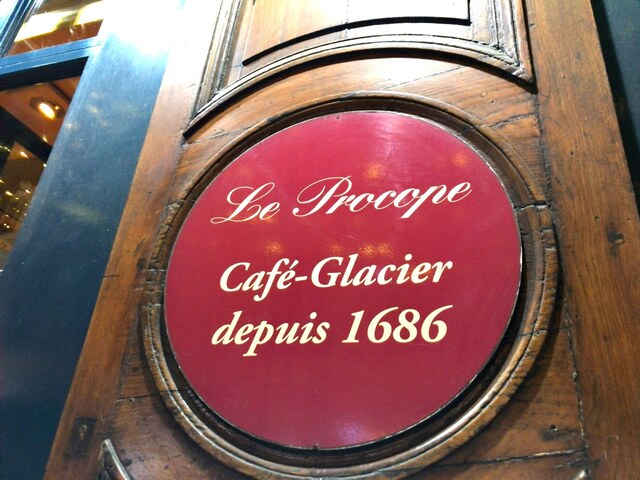 Le Procope
Café-Glacier
depuis 1686